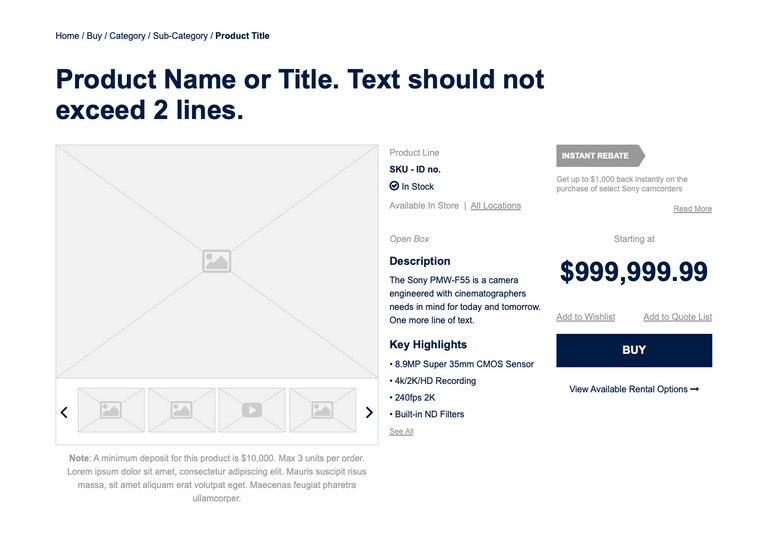 Home / Buy / Category / Sub-Category / Product Title
Product Name or Title. Text should not
exceed 2 lines.
Product Line
SKU - ID no.
In Stock
Available In Store | All Locations
Open Box
Description
The Sony PMW-F55 is a camera
engineered with cinematographers
needs in mind for today and tomorrow.
One more line of text.
Key Highlights
• 8.9MP Super 35mm CMOS Sensor
• 4k/2K/HD Recording
• 240fps 2K
• Built-in ND Filters
See All
INSTANT REBATE
Get up to $1,000 back instantly on the
purchase of select Sony camcorders
Read More
Starting at
$999,999.99
Add to Wishlist
Add to Quote List
BUY
View Available Rental Options →
Note: A minimum deposit for this product is $10,000. Max 3 units per order.
Lorem ipsum dolor sit amet, consectetur adipiscing elit. Mauris suscipit risus
massa, sit amet aliquam erat volutpat eget. Maecenas feugiat pharetra
ullamcorper.